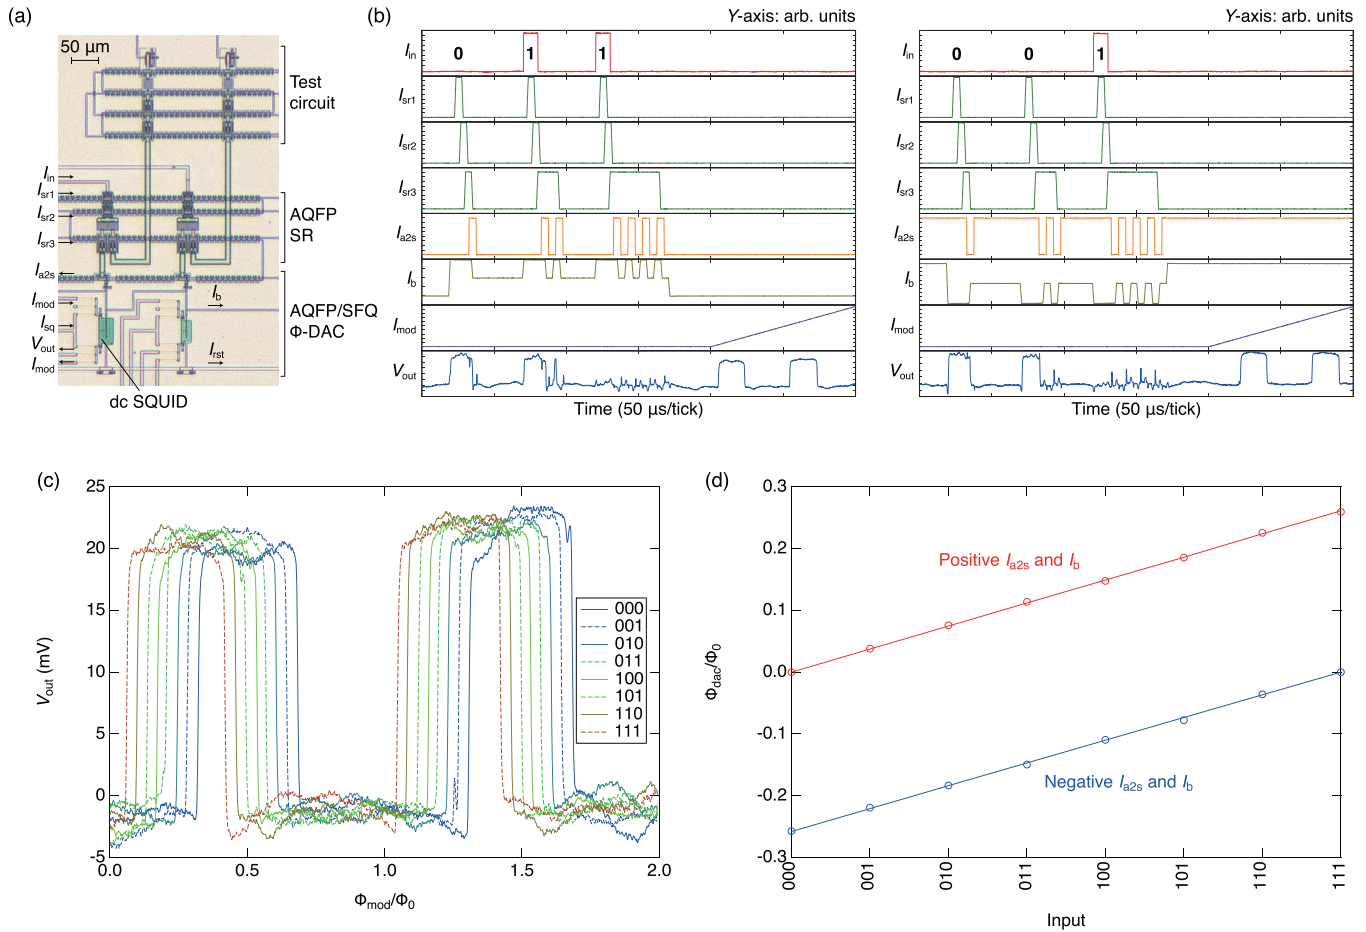 (a)
50 μm
Test
circuit
I_in
I_sr1
I_sr2
I_sr3
AQFP
SR
I_a2s
I_mod
I_sq
V_out
I_mod
I_b
I_rst
AQFP/SFQ
Φ-DAC
dc SQUID
(b)
Y-axis: arb. units
I_in
0 1 1
I_sr1
I_sr2
I_sr3
I_a2s
I_b
I_mod
V_out
Time (50 μs/tick)
Y-axis: arb. units
I_in
0 0 1
I_sr1
I_sr2
I_sr3
I_a2s
I_b
I_mod
V_out
Time (50 μs/tick)
(c)
25
20
15
10
5
0
-5
V_out (mV)
000
001
010
011
100
101
110
111
0.0 0.5 1.0 1.5 2.0
Φ_mod/Φ_0
(d)
0.3
0.2
0.1
0.0
-0.1
-0.2
-0.3
Φ_dac/Φ_0
Positive I_a2s and I_b
Negative I_a2s and I_b
000 001 010 011 100 101 110 111
Input